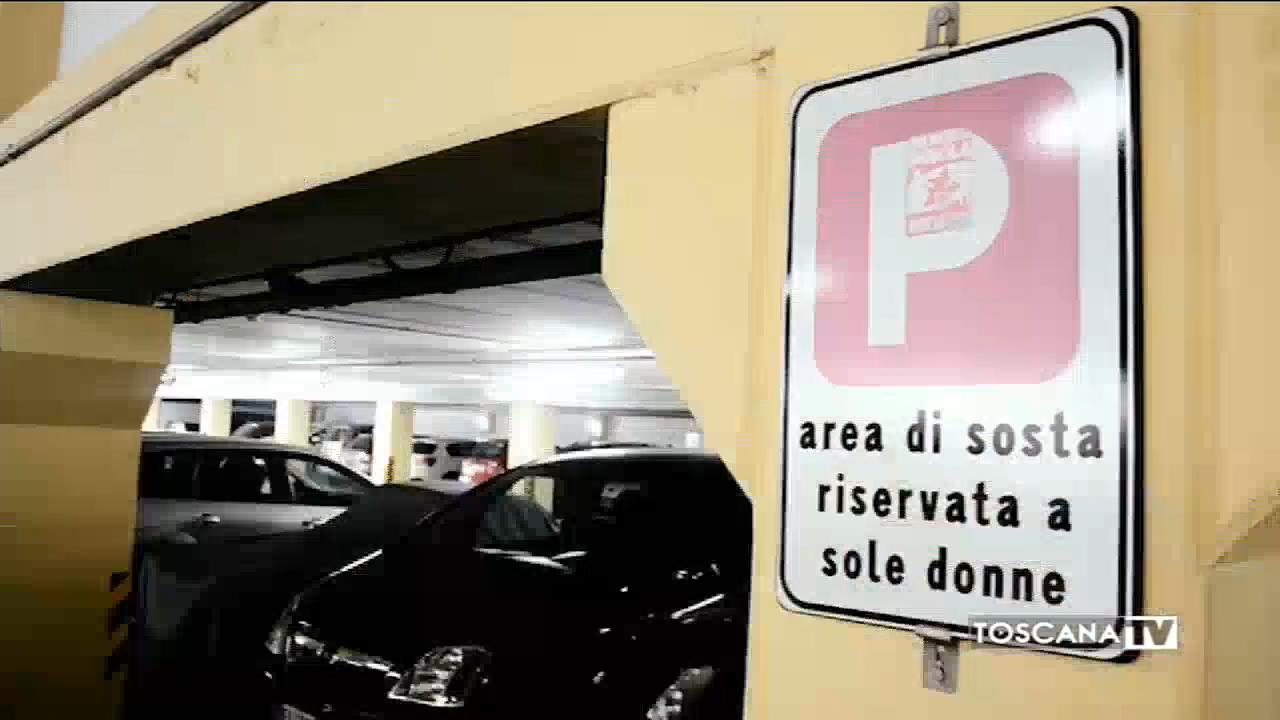 P
area di sosta
riservata a
sole donne
TOSCANA TV